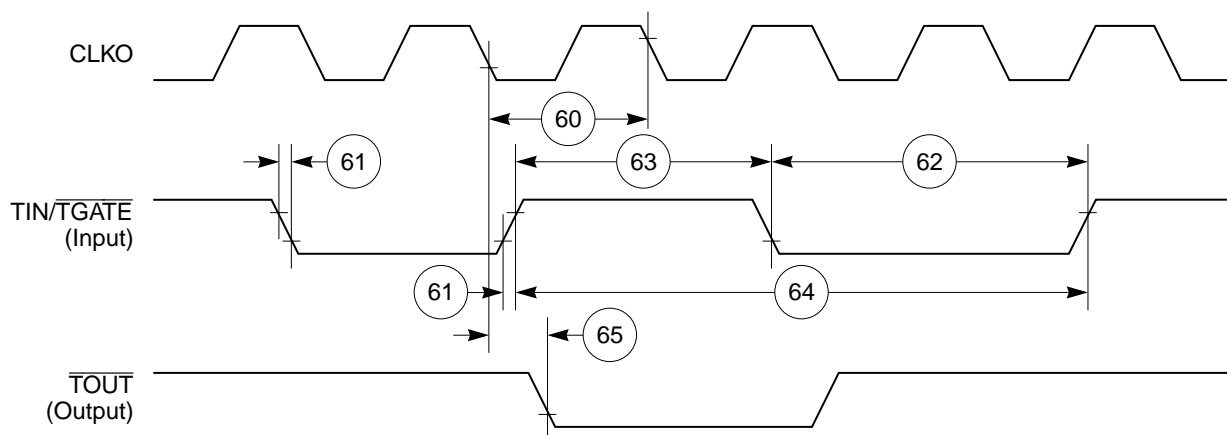 CLKO
60
61
63
62
TIN/TGATE
(Input)
61
64
65
TOUT
(Output)